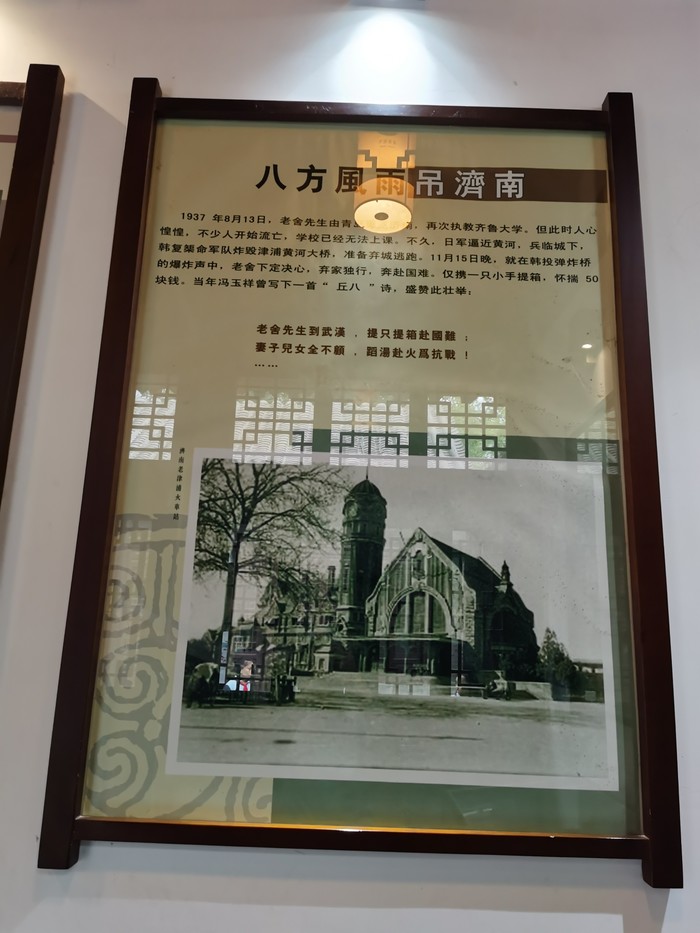 八方風雨吊濟南
1937 年8月13日，老舍先生由青 南，再次执教齐鲁大学。但此时人心
惶惶，不少人开始流亡，学校已经无法上课。不久，日军逼近黄河，兵临城下，
韩复榘命军队炸毁津浦黄河大桥，准备弃城逃跑。11月15日晚，就在韩投弹炸桥
的爆炸声中，老舍下定决心，弃家独行，奔赴国难。仅携一只小手提箱，怀揣 50
块钱。当年冯玉祥曾写下一首“ 丘八 ”诗，盛赞此壮举：
老舍先生到武漢 ，提只提箱赴國難 ；
妻子兒女全不顧 ，蹈湯赴火爲抗戰 ！
……
濟南老津浦火車站